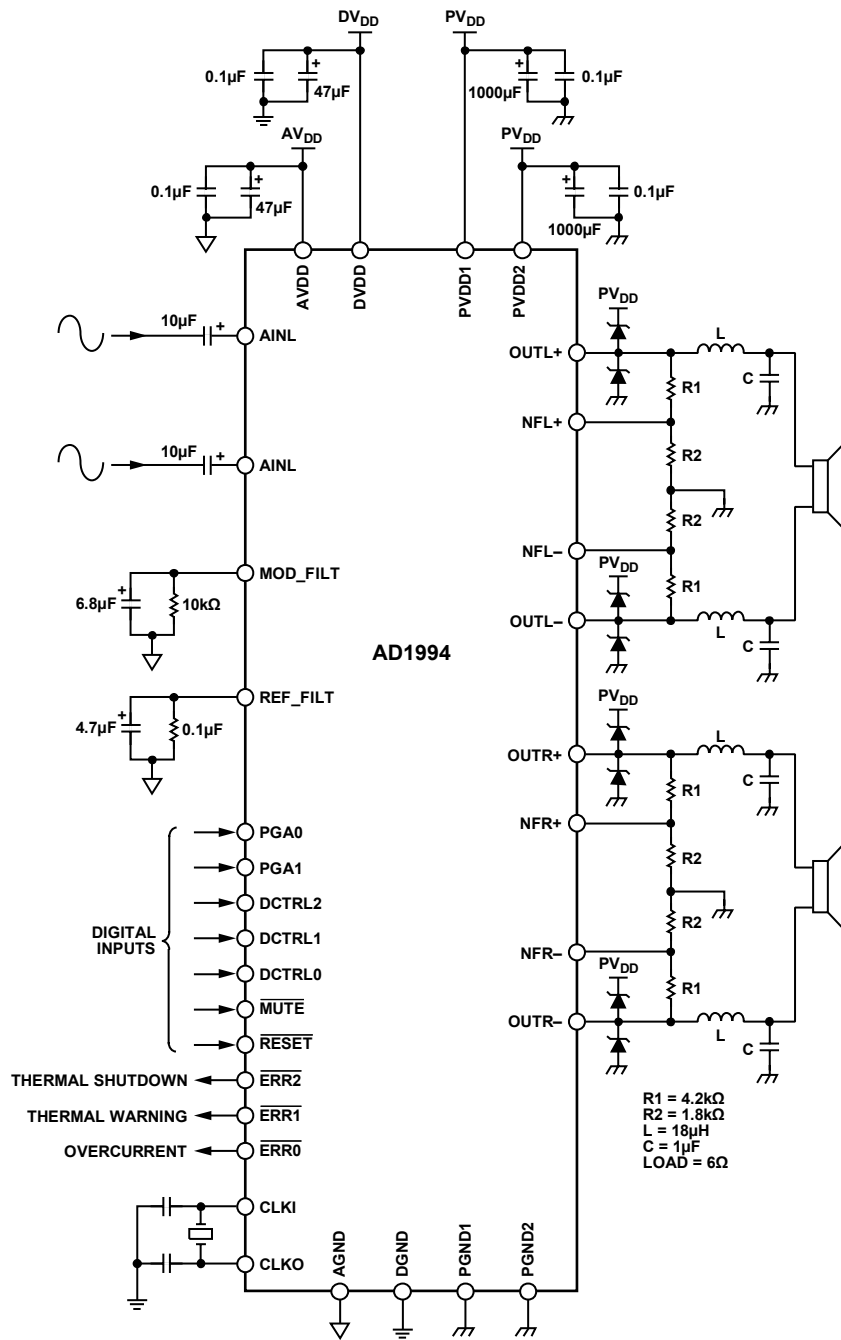 DVDD
PVDD
0.1µF
47µF
1000µF
0.1µF
AVDD
PVDD
0.1µF
47µF
1000µF
0.1µF
AVDD
DVDD
PVDD1
PVDD2
10µF
AINL
10µF
AINL
MOD_FILT
6.8µF
10kΩ
REF_FILT
4.7µF
0.1µF
AD1994
DIGITAL
INPUTS
PGA0
PGA1
DCTRL2
DCTRL1
DCTRL0
MUTE
RESET
THERMAL SHUTDOWN
ERR2
THERMAL WARNING
ERR1
OVERCURRENT
ERR0
CLKI
CLKO
AGND
DGND
PGND1
PGND2
PVDD
OUTL+
L
C
R1
NFL+
R2
R2
NFL–
PVDD
R1
OUTL–
L
C
PVDD
OUTR+
L
C
R1
NFR+
R2
R2
NFR–
PVDD
R1
OUTR–
L
C
R1 = 4.2kΩ
R2 = 1.8kΩ
L = 18µH
C = 1µF
LOAD = 6Ω